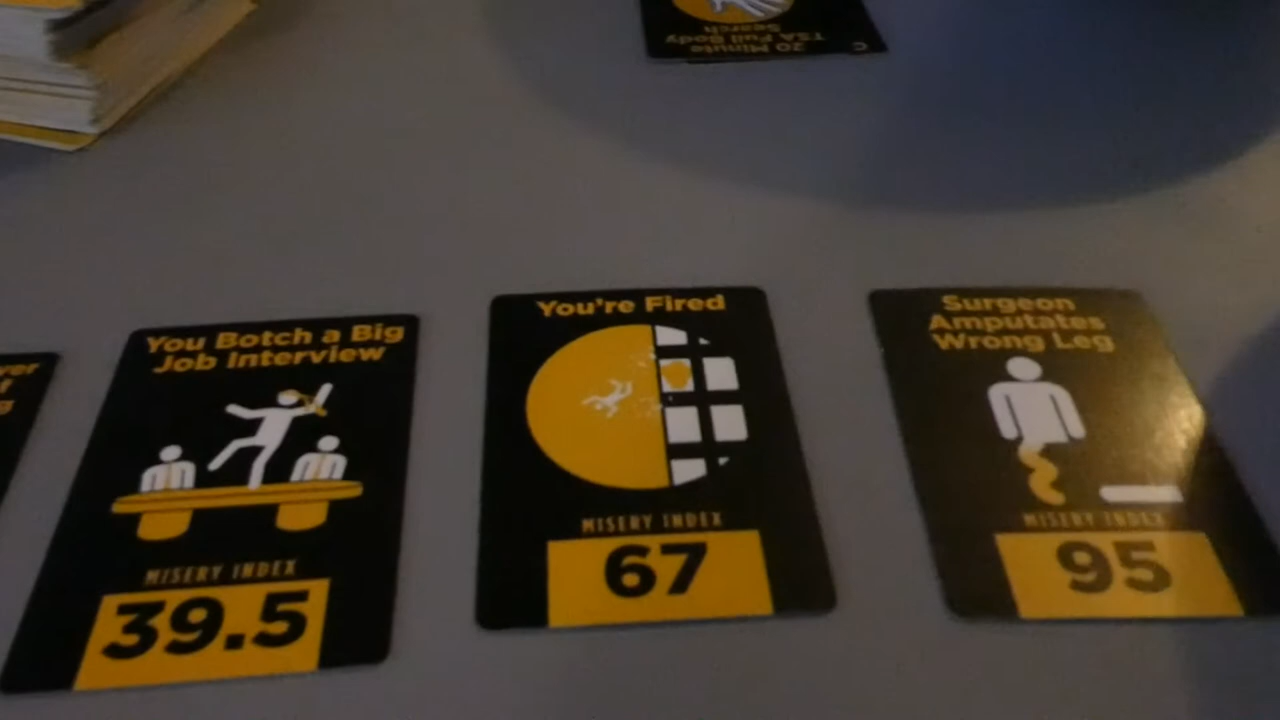 20 Minute
TSA Full Body
Search
C
You Botch a Big
Job Interview
MISERY INDEX
39.5
You're Fired
MISERY INDEX
67
Surgeon
Amputates
Wrong Leg
MISERY INDEX
95